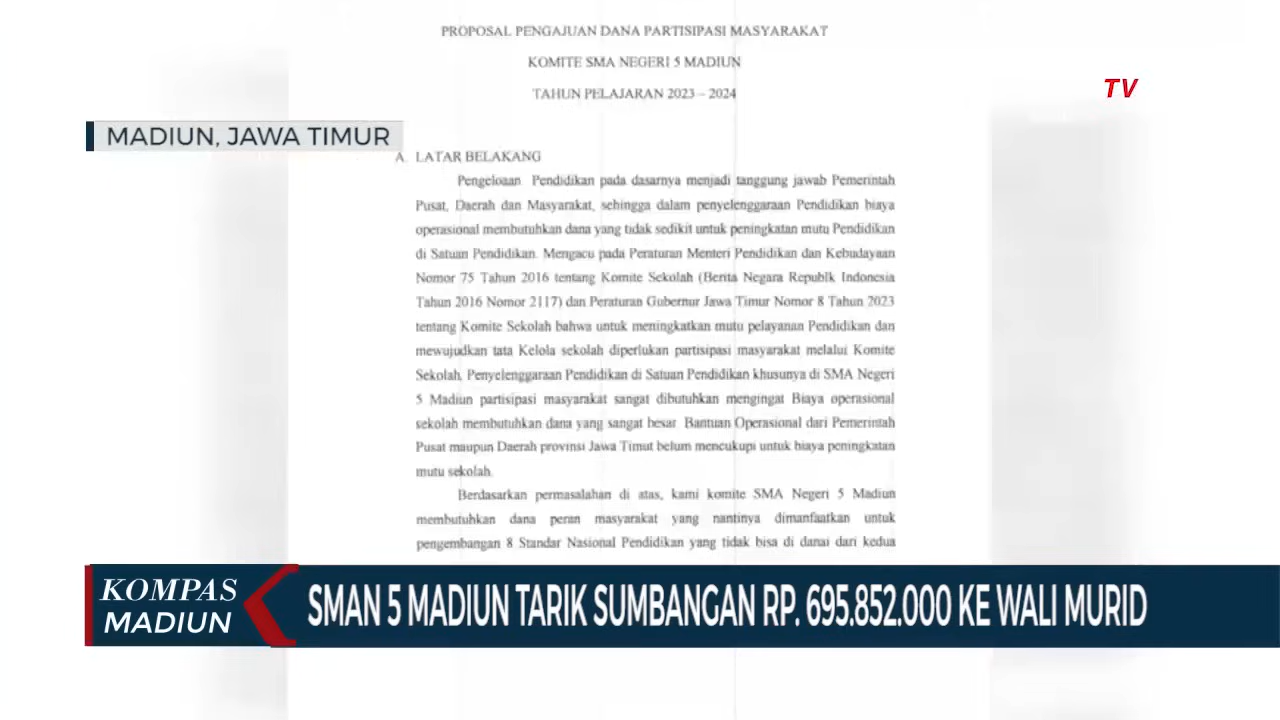 PROPOSAL PENGAJUAN DANA PARTISIPASI MASYARAKAT
KOMITE SMA NEGERI 5 MADIUN
TAHUN PELAJARAN 2023 – 2024
TV
MADIUN, JAWA TIMUR
A. LATAR BELAKANG
Pengeloaan Pendidikan pada dasarnya menjadi tanggung jawab Pemerintah
Pusat, Daerah dan Masyarakat, sehingga dalam penyelenggaraan Pendidikan biaya
operasional membutuhkan dana yang tidak sedikit untuk peningkatan mutu Pendidikan
di Satuan Pendidikan. Mengacu pada Peraturan Menteri Pendidikan dan Kebudayaan
Nomor 75 Tahun 2016 tentang Komite Sekolah (Berita Negara Republk Indonesia
Tahun 2016 Nomor 2117) dan Peraturan Gubernur Jawa Timur Nomor 8 Tahun 2023
tentang Komite Sekolah bahwa untuk meningkatkan mutu pelayanan Pendidikan dan
mewujudkan tata Kelola sekolah diperlukan partisipasi masyarakat melalui Komite
Sekolah. Penyelenggaraan Pendidikan di Satuan Pendidikan khusunya di SMA Negeri
5 Madiun partisipasi masyarakat sangat dibutuhkan mengingat Biaya operasional
sekolah membutuhkan dana yang sangat besar. Bantuan Operasional dari Pemerintah
Pusat maupun Daerah provinsi Jawa Timut belum mencukupi untuk biaya peningkatan
mutu sekolah.
Berdasarkan permasalahan di atas, kami komite SMA Negeri 5 Madiun
membutuhkan dana peran masyarakat yang nantinya dimanfaatkan untuk
pengembangan 8 Standar Nasional Pendidikan yang tidak bisa di danai dari kedua
KOMPAS
MADIUN
SMAN 5 MADIUN TARIK SUMBANGAN RP. 695.852.000 KE WALI MURID